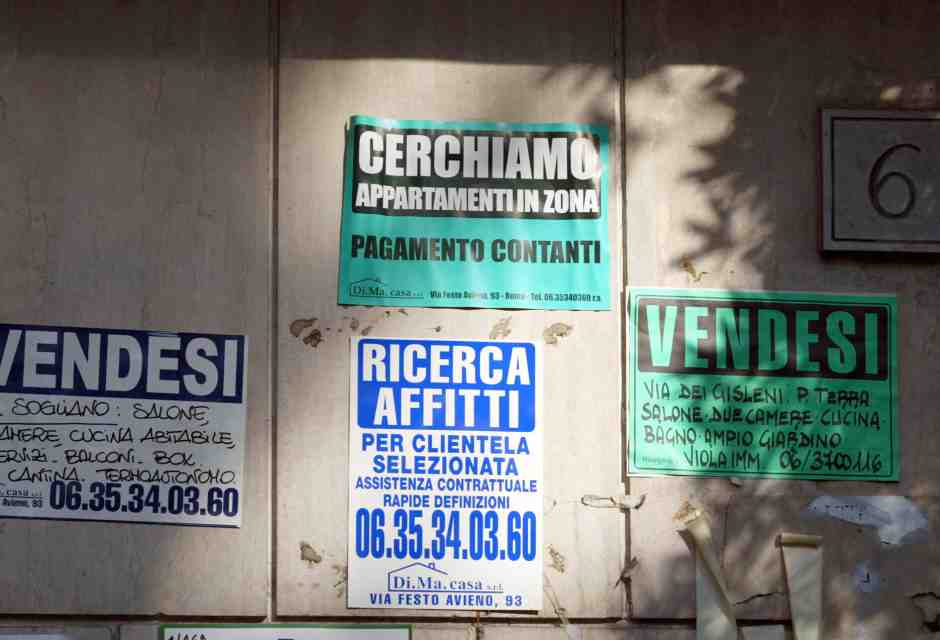 CERCHIAMO
APPARTAMENTI IN ZONA
PAGAMENTO CONTANTI
Di.Ma. casa s.r.l. Via Festo Avieno, 93 - Roma - Tel. 06.35340360 r.a.
6
VENDESI
SOGLIANO: SALONE,
CUCINA ABITABILE,
BALCONI. BOX
CANTINA. TERMOAUTONOMO
casa s.r.l. 06.35.34.03.60
AVIENO, 93
RICERCA
AFFITTI
PER CLIENTELA
SELEZIONATA
ASSISTENZA CONTRATTUALE
RAPIDE DEFINIZIONI
06.35.34.03.60
Di.Ma. casa s.r.l.
VIA FESTO AVIENO, 93
VENDESI
VIA DEI GISLENI. P. TERRA
SALONE. DUE CAMERE CUCINA.
BAGNO. AMPIO GIARDINO
VIOLA IMM. 06/3700116